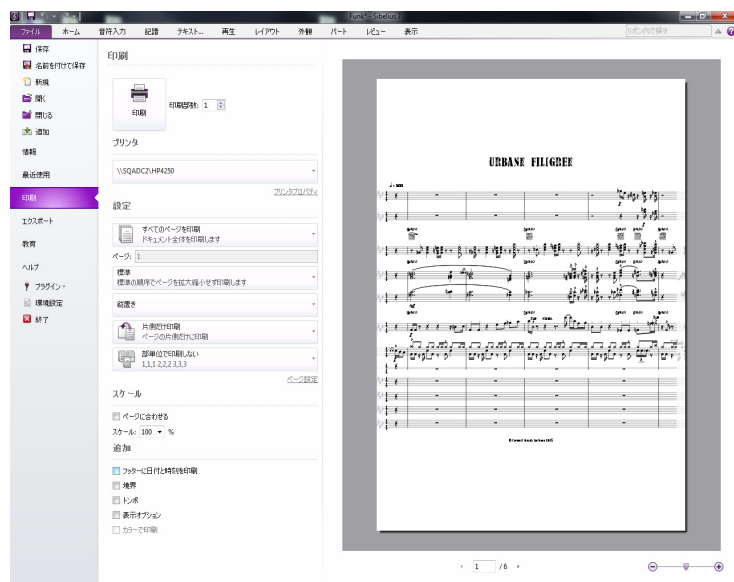 Funk* - Sibelius 7
ファイル ホーム 音符入力 記譜 テキスト... 再生 レイアウト 外観 パート レビュー 表示 リボン内で探す
保存
名前を付けて保存
新規
開く
閉じる
追加
情報
最近使用
印刷
エクスポート
教育
ヘルプ
プラグイン
環境設定
終了
印刷
印刷
印刷部数: 1
プリンタ
\\SQADC2\HP4250
プリンタプロパティ
設定
すべてのページを印刷
ドキュメント全体を印刷します
ページ: 1
標準
標準の順序でページを拡大縮小せず印刷します
縦置き
片側だけ印刷
ページの片側だけに印刷
部単位で印刷しない
1,1,1 2,2,2 3,3,3
ページ設定
スケール
ページに合わせる
スケール: 100 %
追加
フッターに日付と時刻を印刷
境界
トンボ
表示オプション
カラーで印刷
URBANE FILIGREE
1 /6